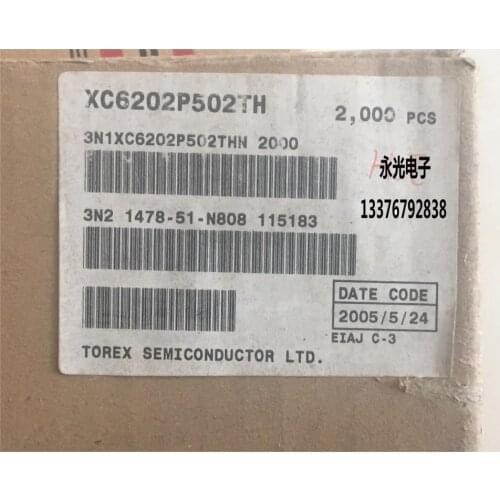 XC6202P502TH
2,000 PCS
3N1XC6202P502THN 2000
永光电子
13376792838
3N2 1478-51-N808 115183
DATE CODE
2005/5/24
EIAJ C-3
TOREX SEMICONDUCTOR LTD.